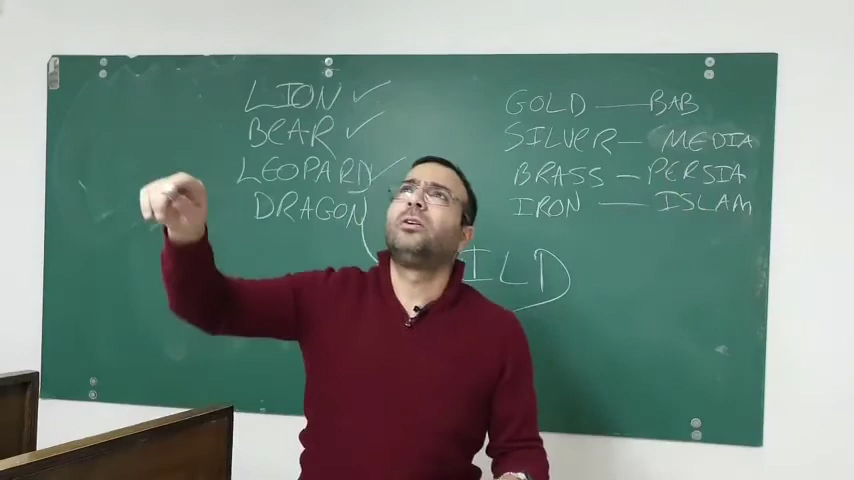 LION ✓
BEAR ✓
LEOPARD ✓
DRAGON
GOLD — BAB
SILVER — MEDIA
BRASS — PERSIA
IRON — ISLAM